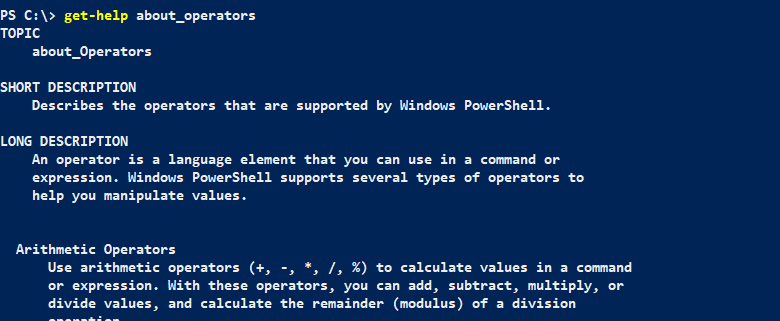 PS C:\> get-help about_operators
TOPIC
about_Operators
SHORT DESCRIPTION
Describes the operators that are supported by Windows PowerShell.
LONG DESCRIPTION
An operator is a language element that you can use in a command or
expression. Windows PowerShell supports several types of operators to
help you manipulate values.
Arithmetic Operators
Use arithmetic operators (+, -, *, /, %) to calculate values in a command
or expression. With these operators, you can add, subtract, multiply, or
divide values, and calculate the remainder (modulus) of a division
operation